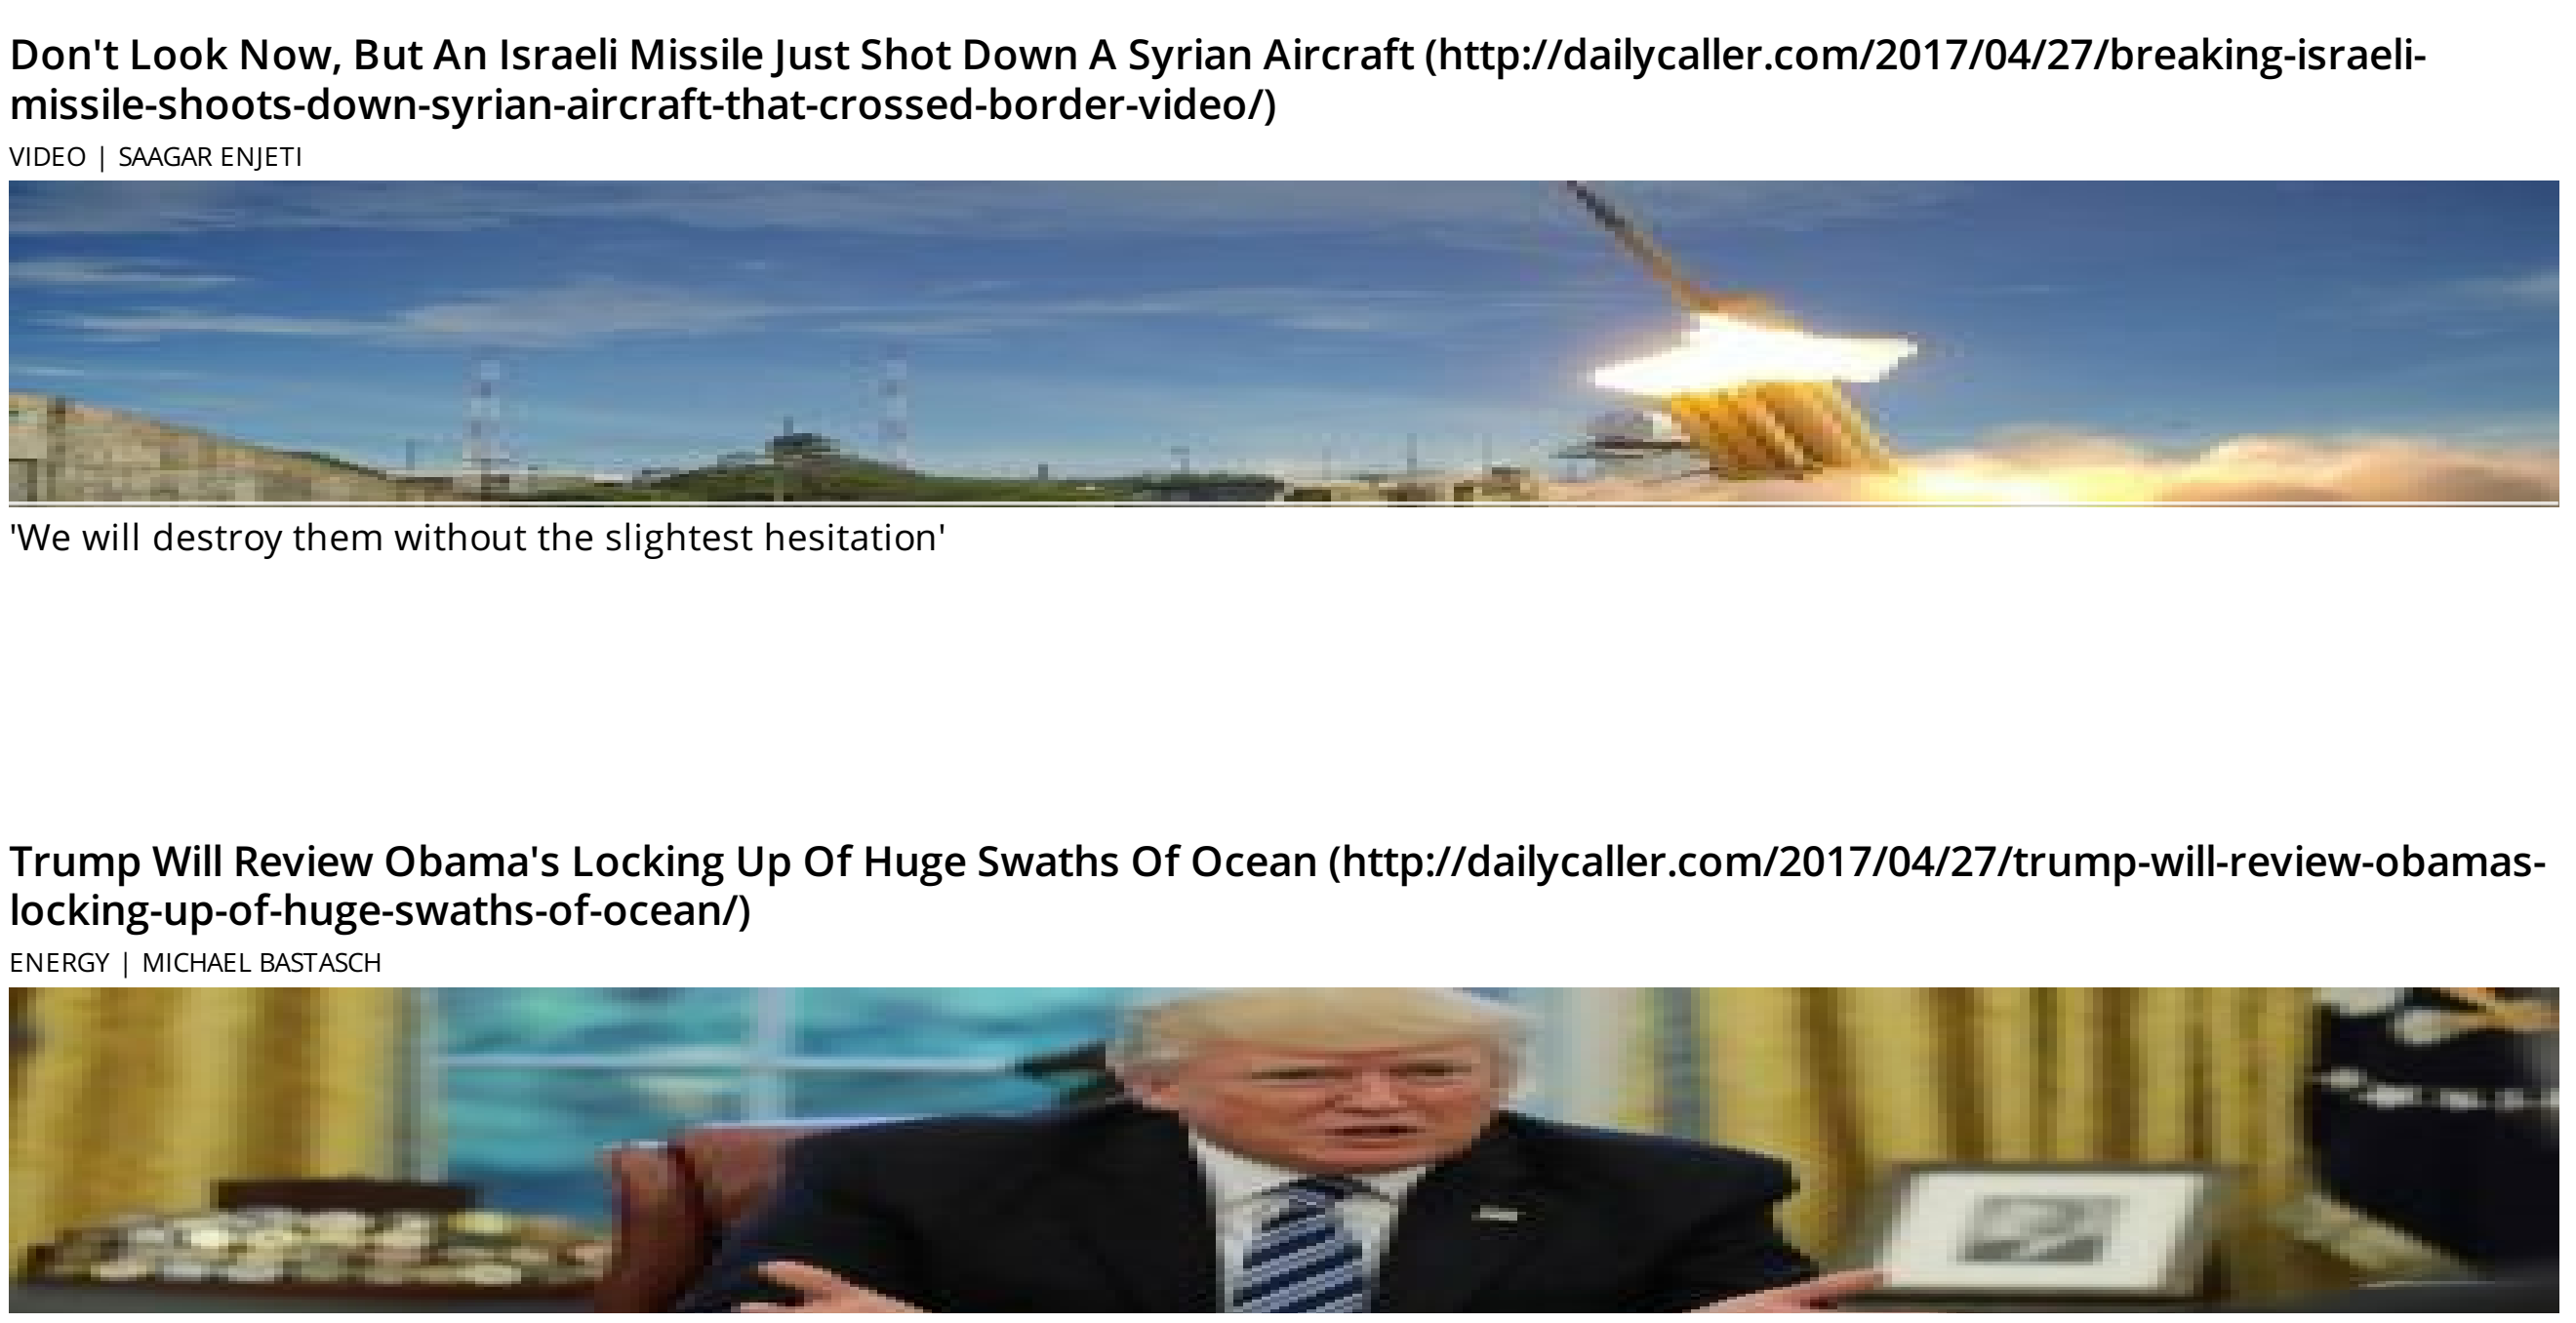 Don't Look Now, But An Israeli Missile Just Shot Down A Syrian Aircraft (http://dailycaller.com/2017/04/27/breaking-israeli-
missile-shoots-down-syrian-aircraft-that-crossed-border-video/)
VIDEO | SAAGAR ENJETI
'We will destroy them without the slightest hesitation'
Trump Will Review Obama's Locking Up Of Huge Swaths Of Ocean (http://dailycaller.com/2017/04/27/trump-will-review-obamas-
locking-up-of-huge-swaths-of-ocean/)
ENERGY | MICHAEL BASTASCH